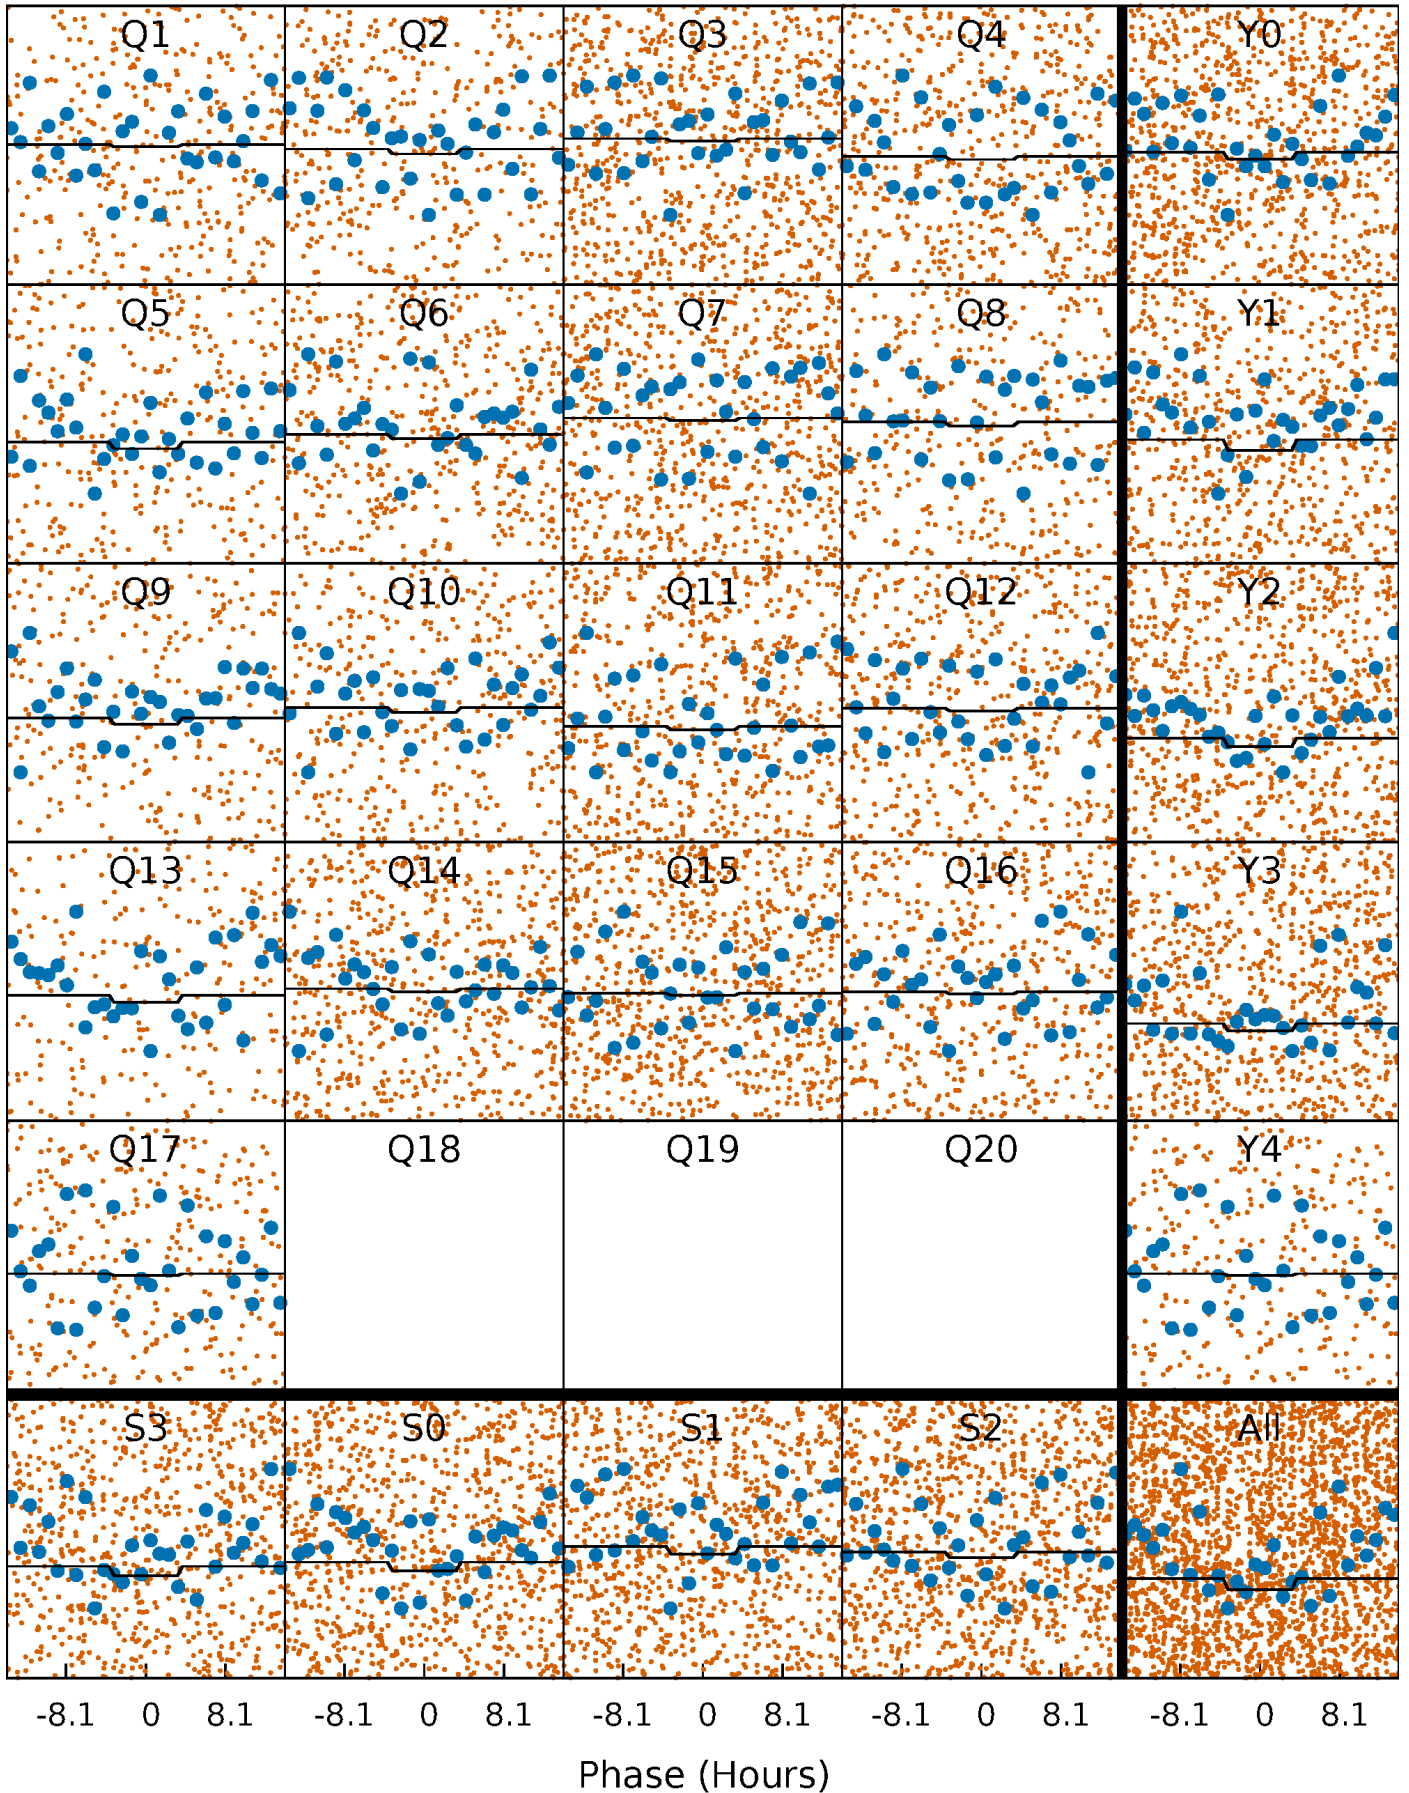 Q1 Q2 Q3 Q4 Y0
Q5 Q6 Q7 Q8 Y1
Q9 Q10 Q11 Q12 Y2
Q13 Q14 Q15 Q16 Y3
Q17 Q18 Q19 Q20 Y4
S3 S0 S1 S2 All
-8.1 0 8.1 -8.1 0 8.1 -8.1 0 8.1 -8.1 0 8.1 -8.1 0 8.1
Phase (Hours)